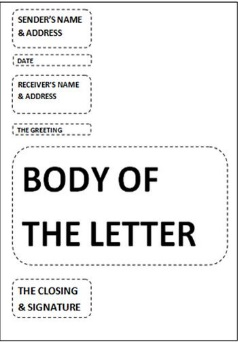 SENDER'S NAME
& ADDRESS
DATE
RECEIVER'S NAME
& ADDRESS
THE GREETING
BODY OF
THE LETTER
THE CLOSING
& SIGNATURE